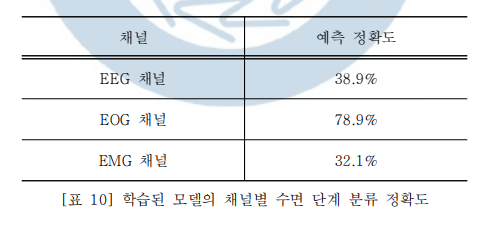 채널 예측 정확도
EEG 채널 38.9%
EOG 채널 78.9%
EMG 채널 32.1%
[표 10] 학습된 모델의 채널별 수면 단계 분류 정확도